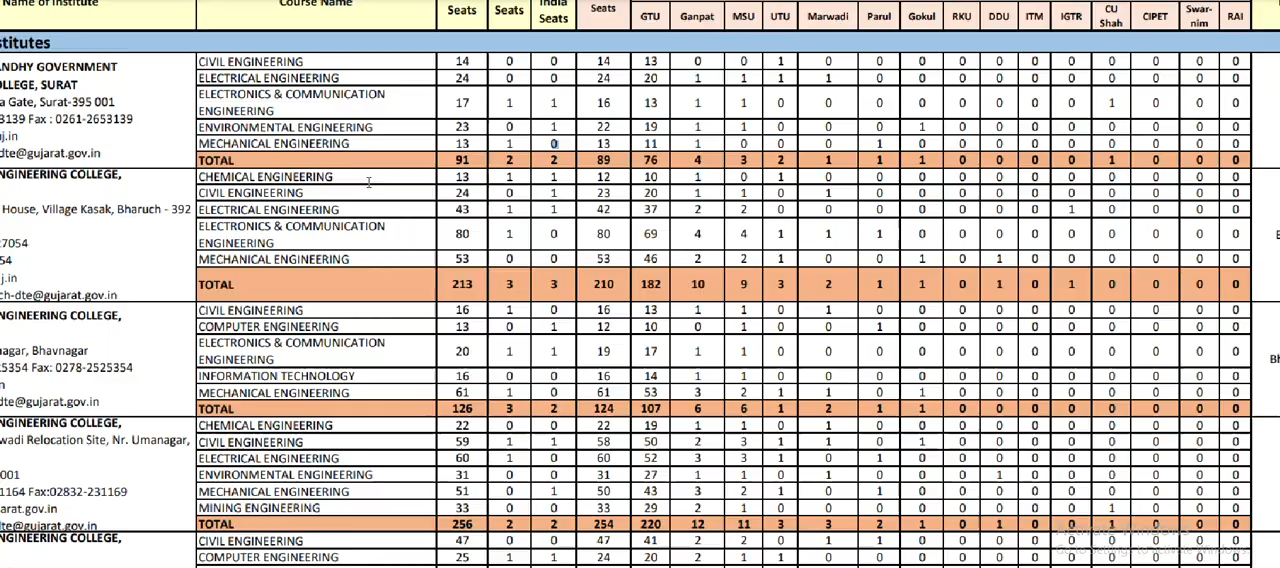 Name of Institute Course Name Seats Seats India Seats Seats GTU Ganpat MSU UTU Marwadi Parul Gokul RKU DDU ITM IGTR CU Shah CIPET Swar-nim RAI
stitutes
ANDHY GOVERNMENT
OLLEGE, SURAT
a Gate, Surat-395 001
3139 Fax : 0261-2653139
j.in
dte@gujarat.gov.in
CIVIL ENGINEERING 14 0 0 14 13 0 0 1 0 0 0 0 0 0 0 0 0 0 0
ELECTRICAL ENGINEERING 24 0 0 24 20 1 1 1 1 0 0 0 0 0 0 0 0 0 0
ELECTRONICS & COMMUNICATION
ENGINEERING 17 1 1 16 13 1 1 0 0 0 0 0 0 0 0 1 0 0 0
ENVIRONMENTAL ENGINEERING 23 0 1 22 19 1 1 0 0 0 1 0 0 0 0 0 0 0 0
MECHANICAL ENGINEERING 13 1 0 13 11 1 0 0 0 1 0 0 0 0 0 0 0 0 0
TOTAL 91 2 2 89 76 4 3 2 1 1 1 0 0 0 0 1 0 0 0
NGINEERING COLLEGE,
House, Village Kasak, Bharuch - 392
27054
54
j.in
ch-dte@gujarat.gov.in
CHEMICAL ENGINEERING 13 1 1 12 10 1 0 1 0 0 0 0 0 0 0 0 0 0 0
CIVIL ENGINEERING 24 0 1 23 20 1 1 0 1 0 0 0 0 0 0 0 0 0 0
ELECTRICAL ENGINEERING 43 1 1 42 37 2 2 0 0 0 0 0 0 0 1 0 0 0 0
ELECTRONICS & COMMUNICATION
ENGINEERING 80 1 0 80 69 4 4 1 1 1 0 0 0 0 0 0 0 0 0
MECHANICAL ENGINEERING 53 0 0 53 46 2 2 1 0 0 1 0 1 0 0 0 0 0 0
TOTAL 213 3 3 210 182 10 9 3 2 1 1 0 1 0 1 0 0 0 0
NGINEERING COLLEGE,
nagar, Bhavnagar
25354 Fax: 0278-2525354
n
dte@gujarat.gov.in
CIVIL ENGINEERING 16 1 0 16 13 1 1 0 1 0 0 0 0 0 0 0 0 0 0
COMPUTER ENGINEERING 13 0 1 12 10 0 1 0 0 1 0 0 0 0 0 0 0 0 0
ELECTRONICS & COMMUNICATION
ENGINEERING 20 1 1 19 17 1 1 0 0 0 0 0 0 0 0 0 0 0 0
INFORMATION TECHNOLOGY 16 0 0 16 14 1 1 0 0 0 0 0 0 0 0 0 0 0 0
MECHANICAL ENGINEERING 61 1 0 61 53 3 2 1 1 0 1 0 0 0 0 0 0 0 0
TOTAL 126 3 2 124 107 6 6 1 2 1 1 0 0 0 0 0 0 0 0
NGINEERING COLLEGE,
wadi Relocation Site, Nr. Umanagar,
001
1164 Fax:02832-231169
arat.gov.in
dte@gujarat.gov.in
CHEMICAL ENGINEERING 22 0 0 22 19 1 1 0 1 0 0 0 0 0 0 0 0 0 0
CIVIL ENGINEERING 59 1 1 58 50 2 3 1 1 0 1 0 0 0 0 0 0 0 0
ELECTRICAL ENGINEERING 60 1 0 60 52 3 3 1 0 1 0 0 0 0 0 0 0 0 0
ENVIRONMENTAL ENGINEERING 31 0 0 31 27 1 1 1 0 0 0 0 1 0 0 0 0 0 0
MECHANICAL ENGINEERING 51 0 1 50 43 3 2 0 1 1 0 0 0 0 0 0 0 0 0
MINING ENGINEERING 33 0 0 33 29 2 1 0 0 0 0 0 0 0 0 1 0 0 0
TOTAL 256 2 2 254 220 12 11 3 3 2 1 0 1 0 0 1 0 0 0
NGINEERING COLLEGE,
CIVIL ENGINEERING 47 0 0 47 41 2 2 0 1 1 0 0 0 0 0 0 0 0 0
COMPUTER ENGINEERING 25 1 1 24 20 1 1 1 0 0 0 0 0 0 0 0 0
Activate Windows
Go to Settings to activate Windows.